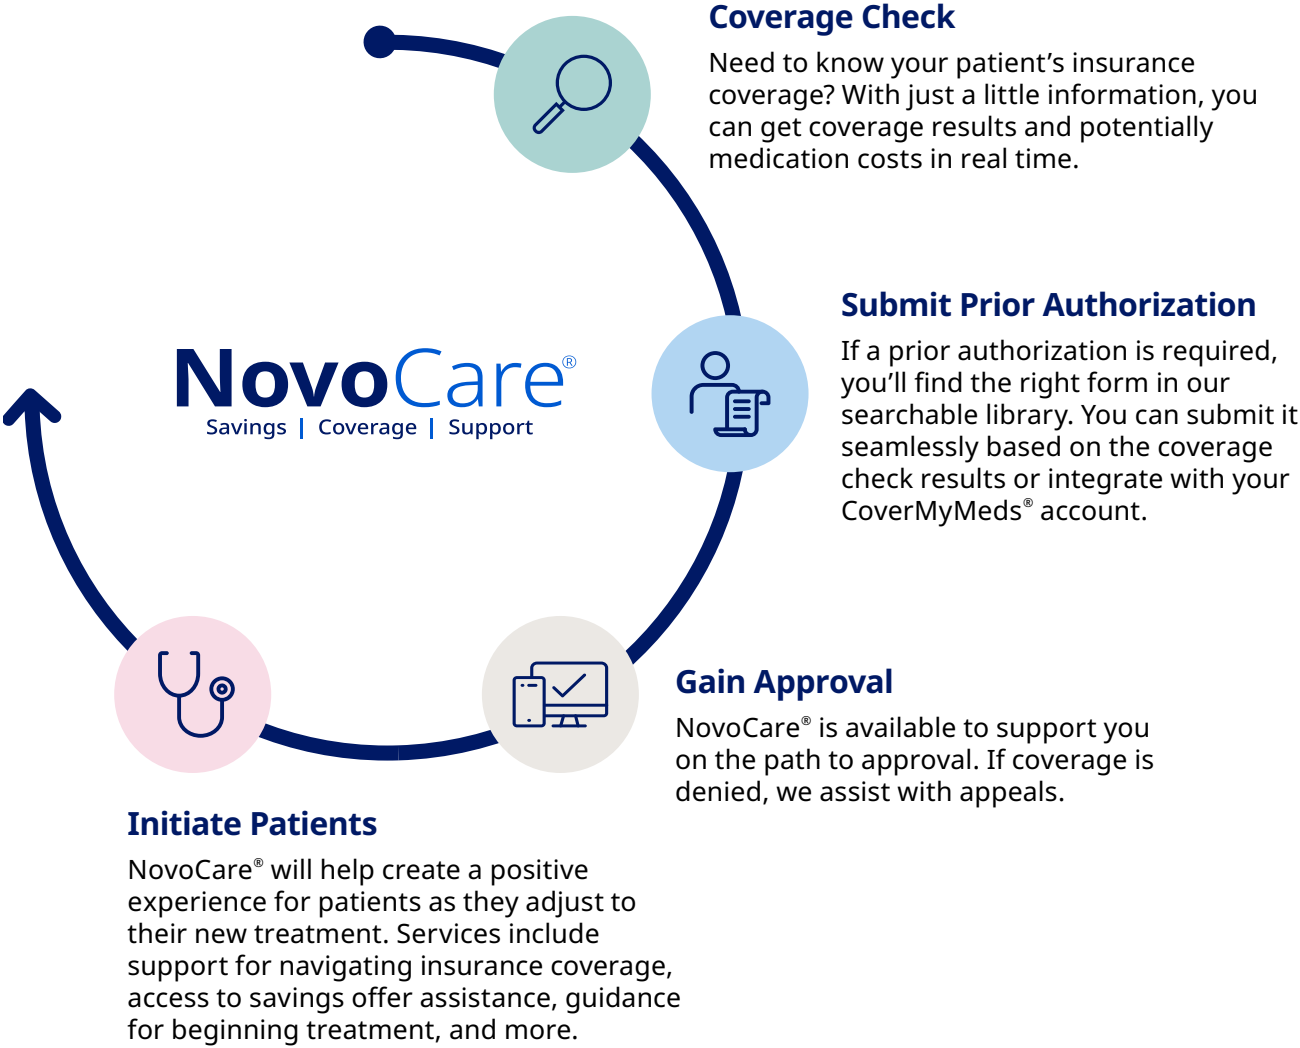 Coverage Check
Need to know your patient’s insurance
coverage? With just a little information, you
can get coverage results and potentially
medication costs in real time.
Submit Prior Authorization
If a prior authorization is required,
you’ll find the right form in our
searchable library. You can submit it
seamlessly based on the coverage
check results or integrate with your
CoverMyMeds® account.
NovoCare®
Savings | Coverage | Support
Gain Approval
NovoCare® is available to support you
on the path to approval. If coverage is
denied, we assist with appeals.
Initiate Patients
NovoCare® will help create a positive
experience for patients as they adjust to
their new treatment. Services include
support for navigating insurance coverage,
access to savings offer assistance, guidance
for beginning treatment, and more.